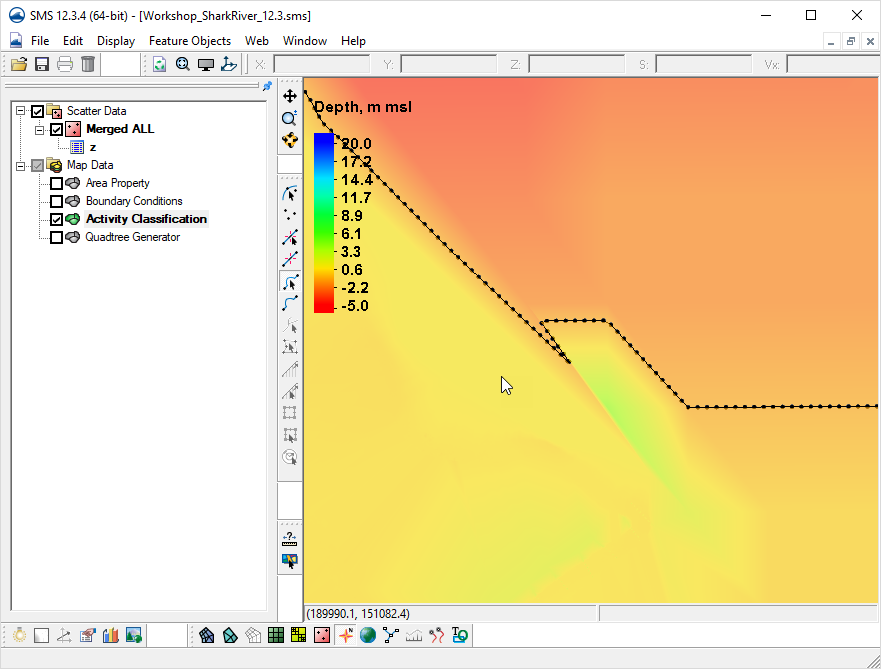 SMS 12.3.4 (64-bit) - [Workshop_SharkRiver_12.3.sms]
File Edit Display Feature Objects Web Window Help
X: Y: Z: S: Vx:
Scatter Data
Merged ALL
z
Map Data
Area Property
Boundary Conditions
Activity Classification
Quadtree Generator
Depth, m msl
20.0
17.2
14.4
11.7
8.9
6.1
3.3
0.6
-2.2
-5.0
(189990.1, 151082.4)